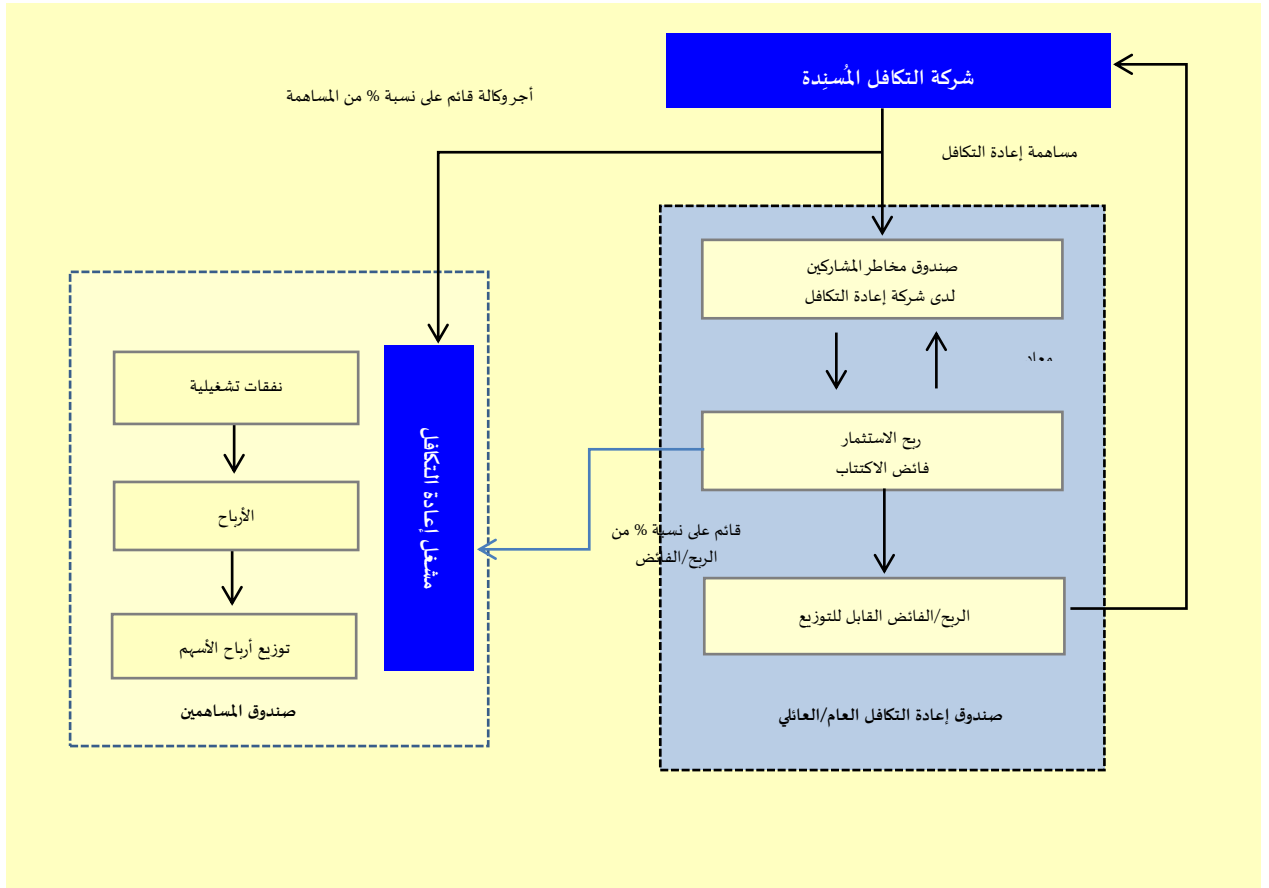 شركة التكافل المُسنِدة
أجر وكالة قائم على نسبة % من المساهمة
مساهمة إعادة التكافل
صندوق مخاطر المشاركين
لدى شركة إعادة التكافل
معاد
ربح الاستثمار
فائض الاكتتاب
قائم على نسبة % من
الربح/الفائض
الربح/الفائض القابل للتوزيع
صندوق إعادة التكافل العام/العائلي
مشغل إعادة التكافل
نفقات تشغيلية
الأرباح
توزيع أرباح الأسهم
صندوق المساهمين